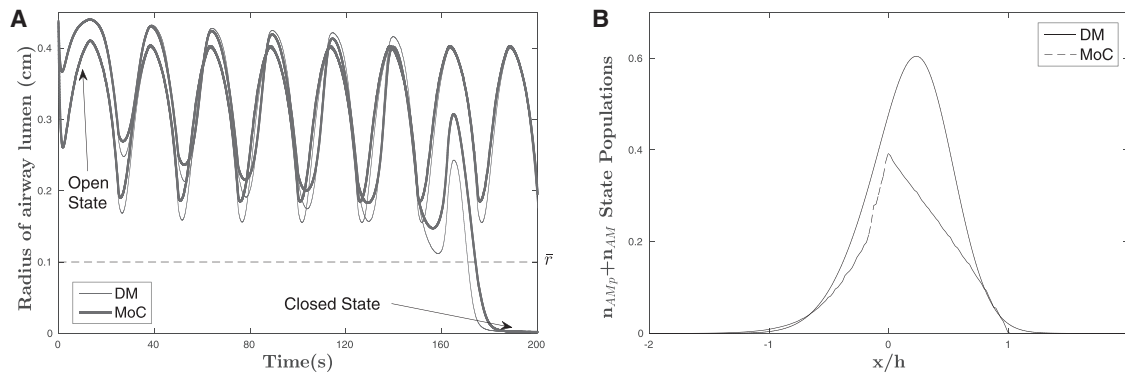 A
Radius of airway lumen (cm)
0.4
0.3
0.2
0.1
0
Open
State
Closed State
r̄
DM
MoC
0
40
80
120
160
200
Time(s)
B
n_AMp+n_AM State Populations
0.6
0.4
0.2
0
DM
MoC
-2
-1
0
1
x/h